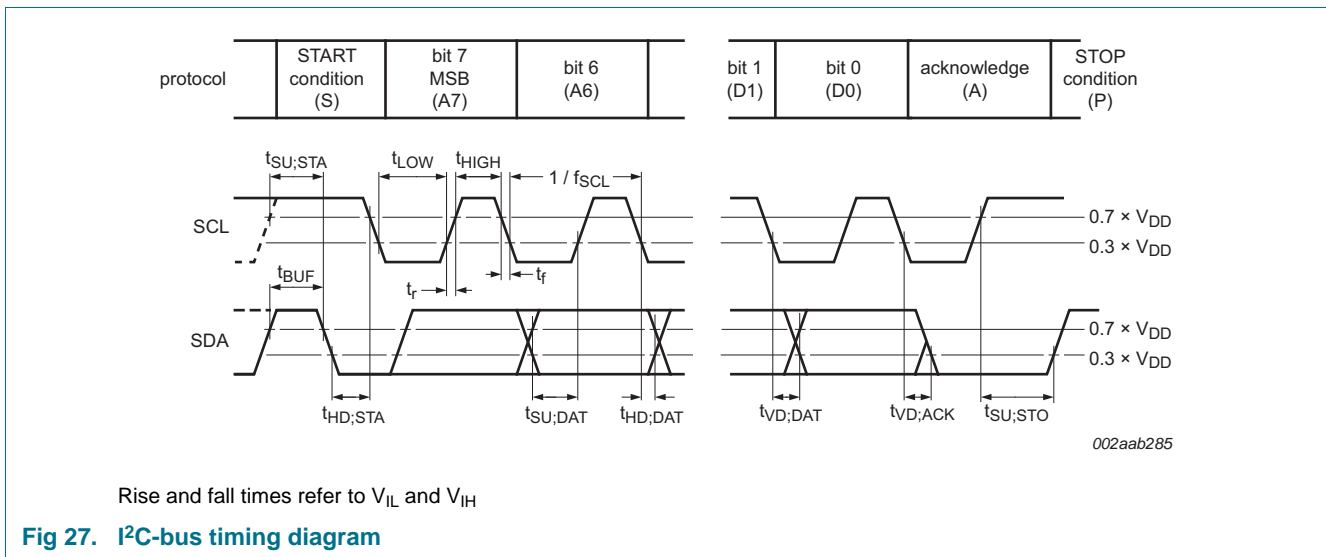 protocol
START
condition
(S)
bit 7
MSB
(A7)
bit 6
(A6)
bit 1
(D1)
bit 0
(D0)
acknowledge
(A)
STOP
condition
(P)
tSU;STA
tLOW
tHIGH
1 / fSCL
SCL
0.7 × VDD
0.3 × VDD
tBUF
tr
tf
SDA
0.7 × VDD
0.3 × VDD
tHD;STA
tSU;DAT
tHD;DAT
tVD;DAT
tVD;ACK
tSU;STO
002aab285
Rise and fall times refer to VIL and VIH
Fig 27. I²C-bus timing diagram